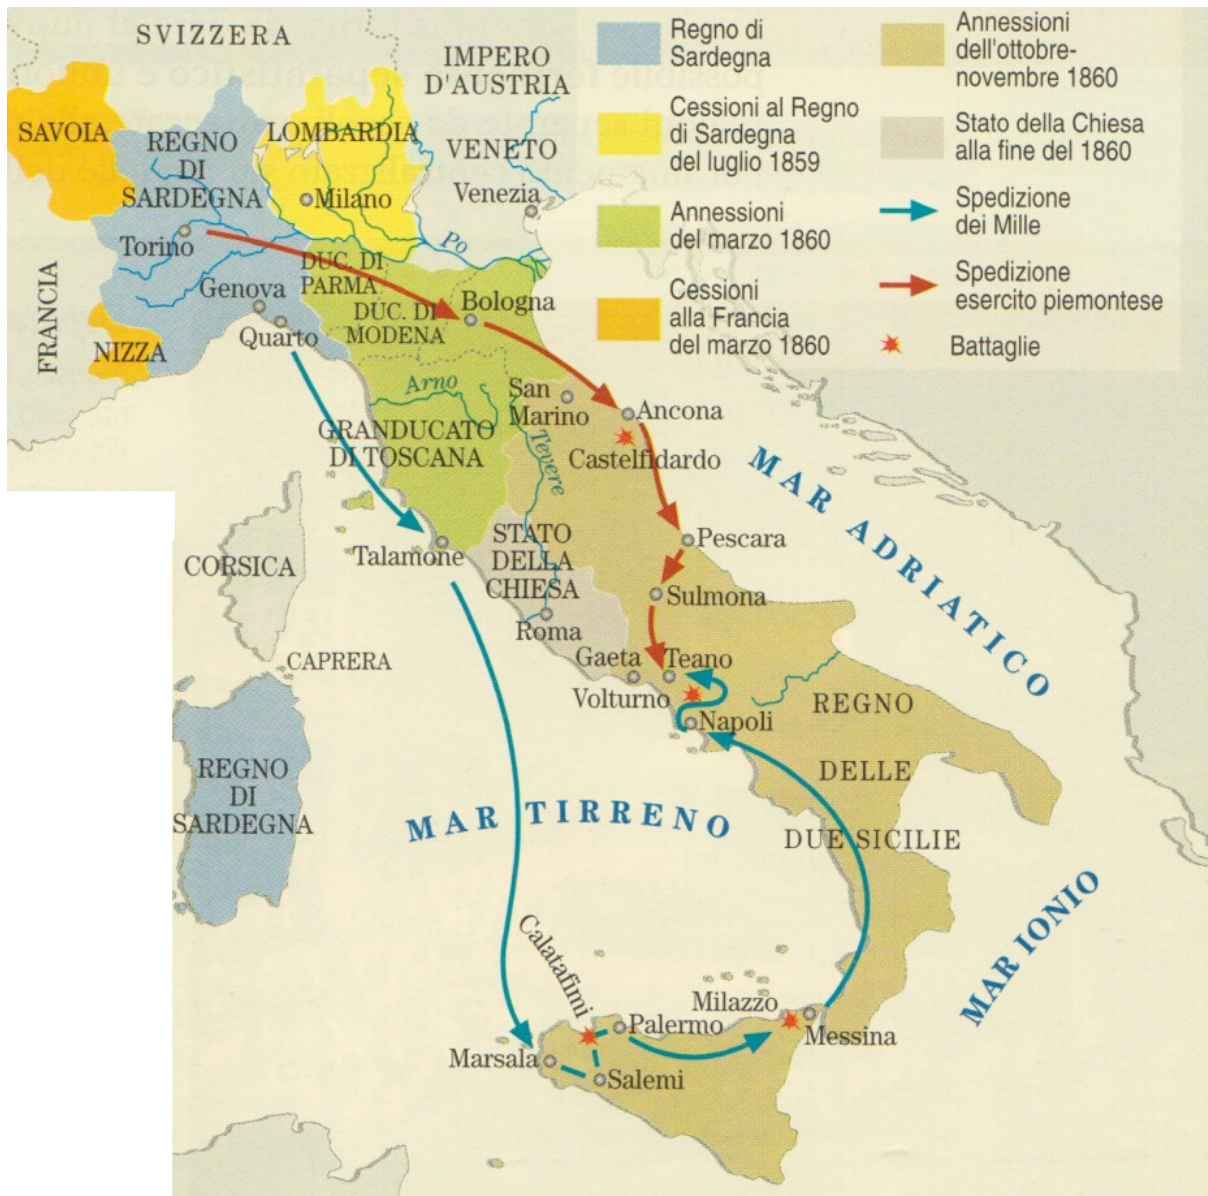 SVIZZERA
IMPERO
D'AUSTRIA
SAVOIA
REGNO
DI
SARDEGNA
LOMBARDIA
VENETO
Milano
Venezia
Torino
Po
DUC. DI
PARMA
Genova
DUC. DI
MODENA
Bologna
FRANCIA
NIZZA
Quarto
Arno
San
Marino
Ancona
GRANDUCATO
DI TOSCANA
Tevere
Castelfidardo
MAR ADRIATICO
STATO
DELLA
CHIESA
Talamone
Pescara
CORSICA
Sulmona
Roma
CAPRERA
Gaeta
Teano
Volturno
Napoli
REGNO
DELLE
DUE SICILIE
REGNO
DI
SARDEGNA
MAR TIRRENO
MAR IONIO
Calatafimi
Milazzo
Palermo
Messina
Marsala
Salemi
Regno di
Sardegna
Cessioni al Regno
di Sardegna
del luglio 1859
Annessioni
del marzo 1860
Cessioni
alla Francia
del marzo 1860
Annessioni
dell'ottobre-
novembre 1860
Stato della Chiesa
alla fine del 1860
Spedizione
dei Mille
Spedizione
esercito piemontese
Battaglie